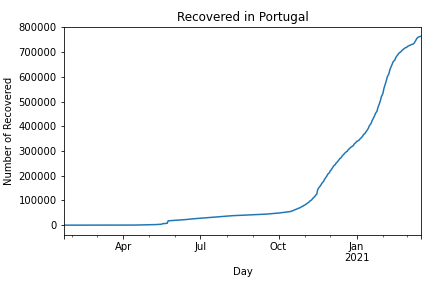 Recovered in Portugal
Number of Recovered
800000
700000
600000
500000
400000
300000
200000
100000
0
Apr
Jul
Oct
Jan
2021
Day